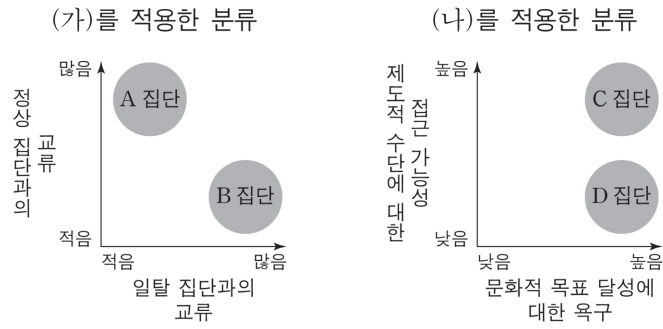 (가)를 적용한 분류
많음
정상 집단과의
교류
A 집단
B 집단
적음
적음
많음
일탈 집단과의
교류
(나)를 적용한 분류
높음
제도적 수단에 대한
접근 가능성
C 집단
D 집단
낮음
낮음
높음
문화적 목표 달성에
대한 욕구